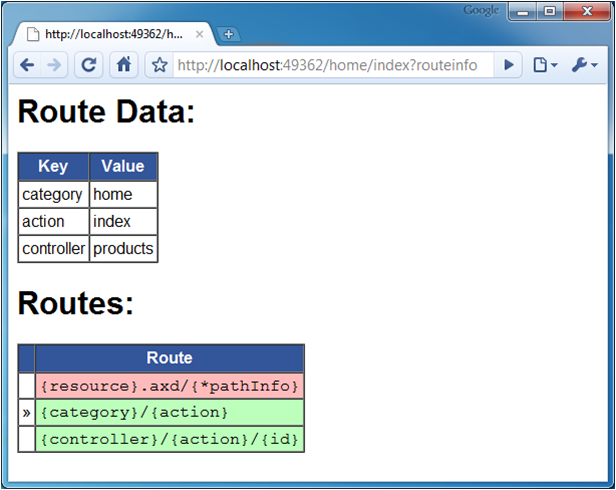 Google
http://localhost:49362/h...
http://localhost:49362/home/index?routeinfo
Route Data:
Key Value
category home
action index
controller products
Routes:
Route
{resource}.axd/{*pathInfo}
» {category}/{action}
{controller}/{action}/{id}